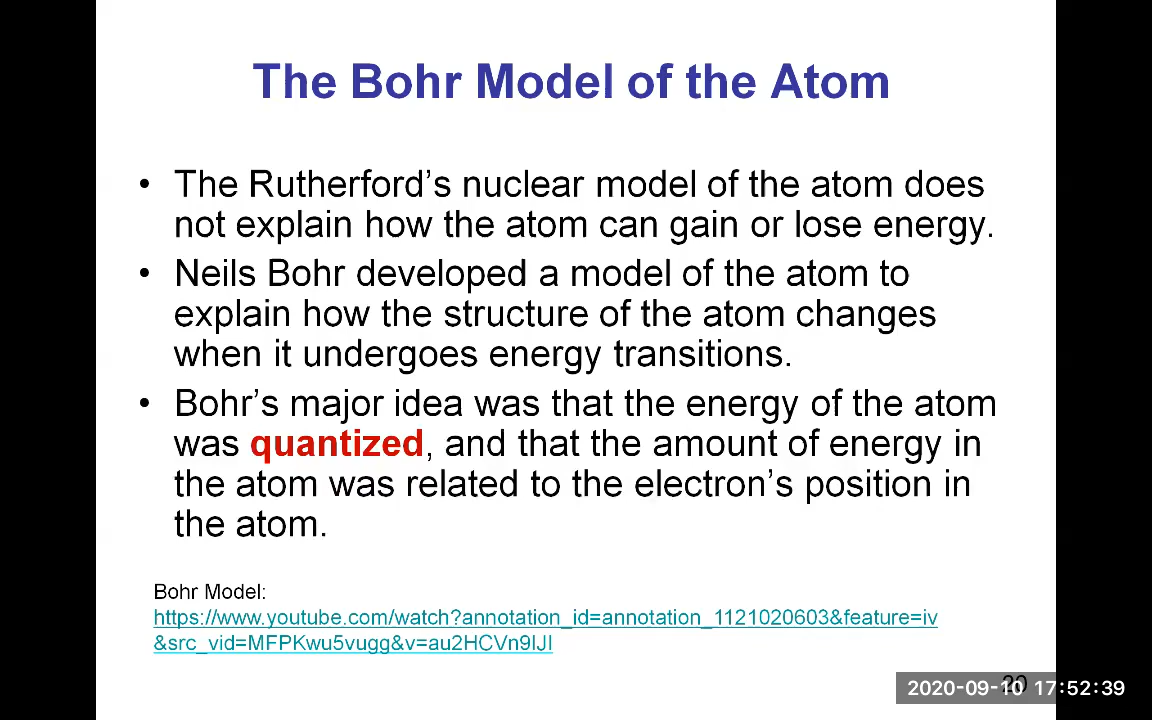 The Bohr Model of the Atom
• The Rutherford’s nuclear model of the atom does
not explain how the atom can gain or lose energy.
• Neils Bohr developed a model of the atom to
explain how the structure of the atom changes
when it undergoes energy transitions.
• Bohr’s major idea was that the energy of the atom
was quantized, and that the amount of energy in
the atom was related to the electron’s position in
the atom.
Bohr Model:
https://www.youtube.com/watch?annotation_id=annotation_1121020603&feature=iv
&src_vid=MFPKwu5vugg&v=au2HCVn9lJI
20
2020-09-10 17:52:39